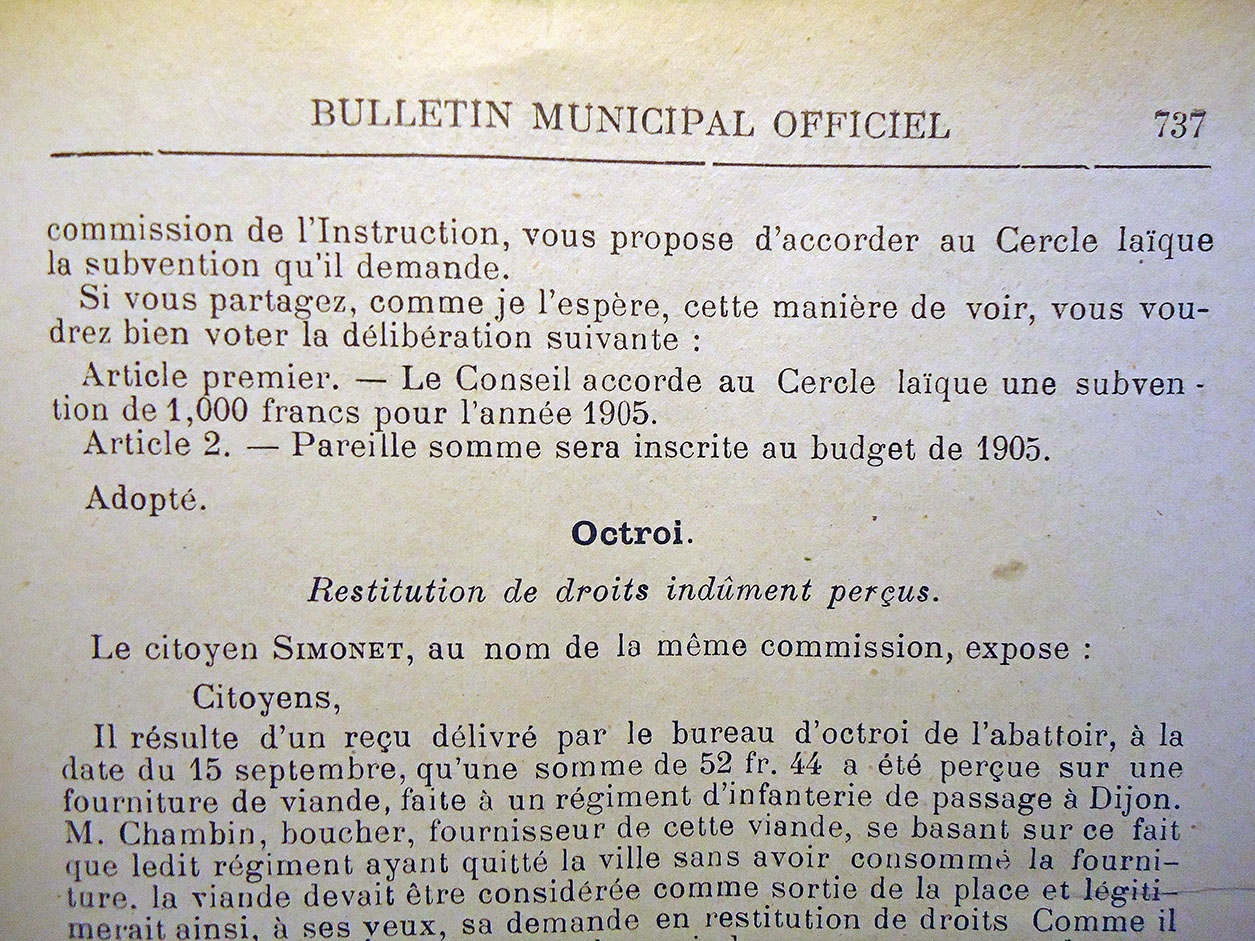 BULLETIN MUNICIPAL OFFICIEL 737
commission de l'Instruction, vous propose d'accorder au Cercle laïque
la subvention qu'il demande.
Si vous partagez, comme je l'espère, cette manière de voir, vous vou-
drez bien voter la délibération suivante :
Article premier. — Le Conseil accorde au Cercle laïque une subven-
tion de 1,000 francs pour l'année 1905.
Article 2. — Pareille somme sera inscrite au budget de 1905.
Adopté.
Octroi.
Restitution de droits indûment perçus.
Le citoyen SIMONET, au nom de la même commission, expose :
Citoyens,
Il résulte d'un reçu délivré par le bureau d'octroi de l'abattoir, à la
date du 15 septembre, qu'une somme de 52 fr. 44 a été perçue sur une
fourniture de viande, faite à un régiment d'infanterie de passage à Dijon.
M. Chambin, boucher, fournisseur de cette viande, se basant sur ce fait
que ledit régiment ayant quitté la ville sans avoir consommé la fourni-
ture, la viande devait être considérée comme sortie de la place et légiti-
merait ainsi, à ses yeux, sa demande en restitution de droits Comme il